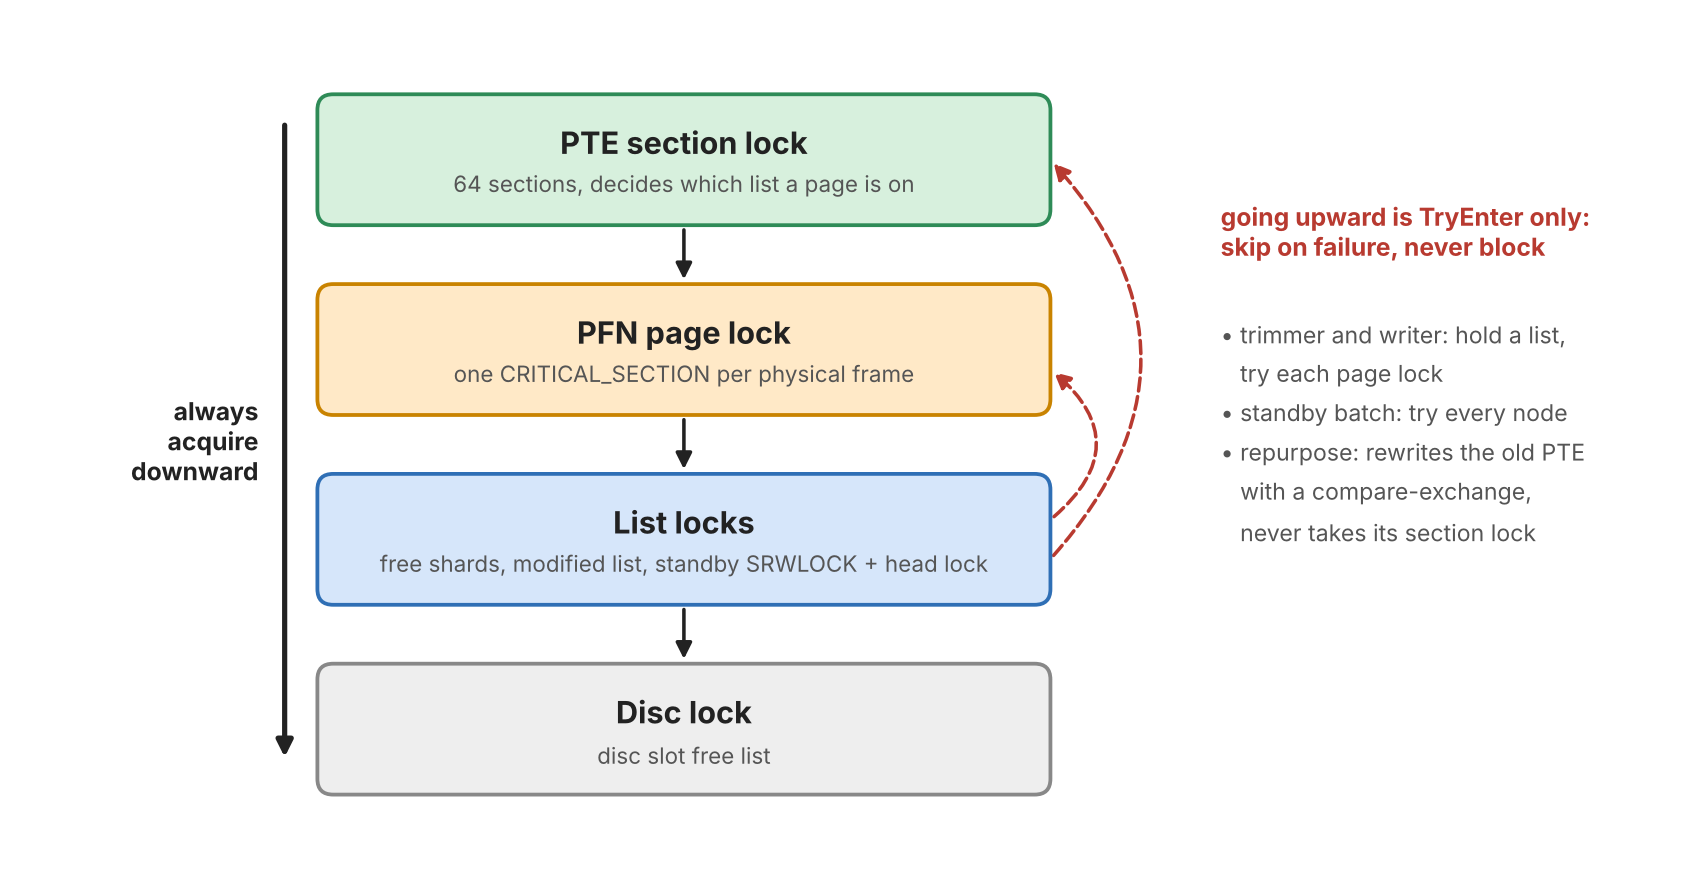 PTE section lock
64 sections, decides which list a page is on
PFN page lock
one CRITICAL_SECTION per physical frame
List locks
free shards, modified list, standby SRWLOCK + head lock
Disc lock
disc slot free list
always
acquire
downward
going upward is TryEnter only:
skip on failure, never block
• trimmer and writer: hold a list,
try each page lock
• standby batch: try every node
• repurpose: rewrites the old PTE
with a compare-exchange,
never takes its section lock